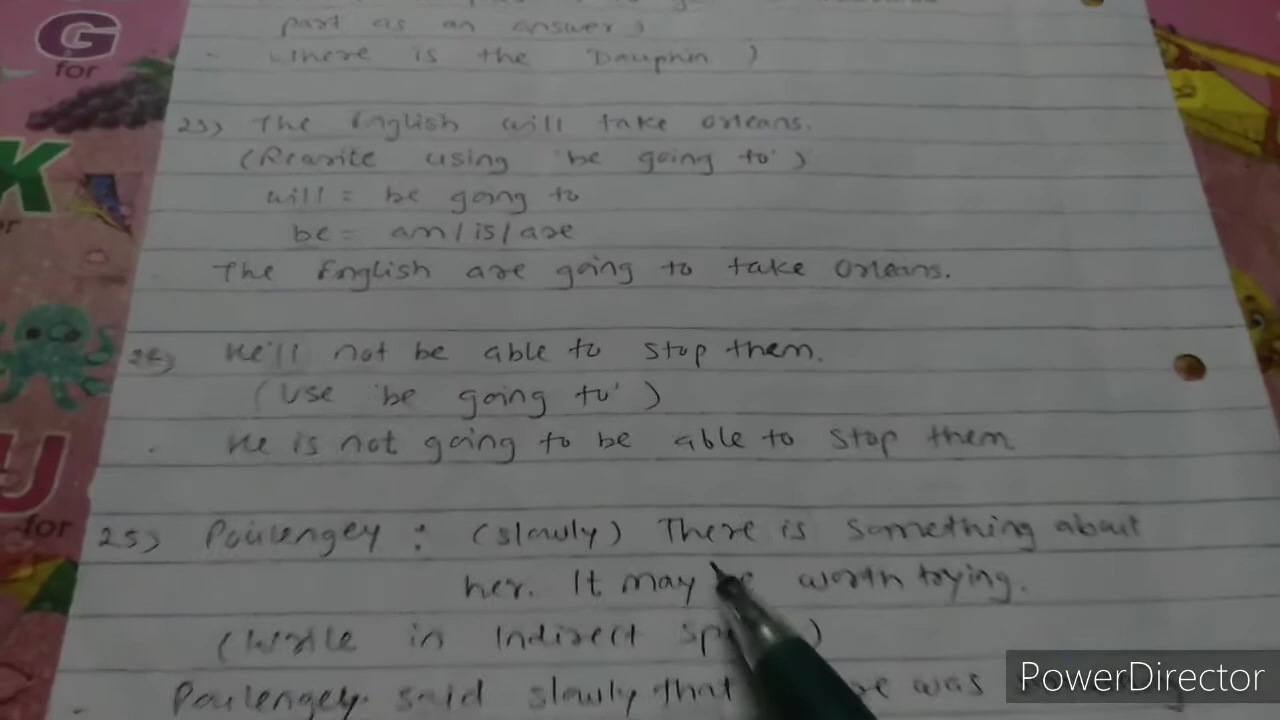 G
for
part as an answer)
Where is the Dauphin )
23) The English will take Orleans.
(Rewrite using 'be going to')
will = be going to
be = am/is/are
The English are going to take Orleans.
K
24) He'll not be able to stop them.
(Use 'be going to')
He is not going to be able to stop them
U
for
25) Poulengey : (slowly) There is something about
her. It may be worth trying.
(Write in Indirect )
Poulengey said slowly that was
PowerDirector